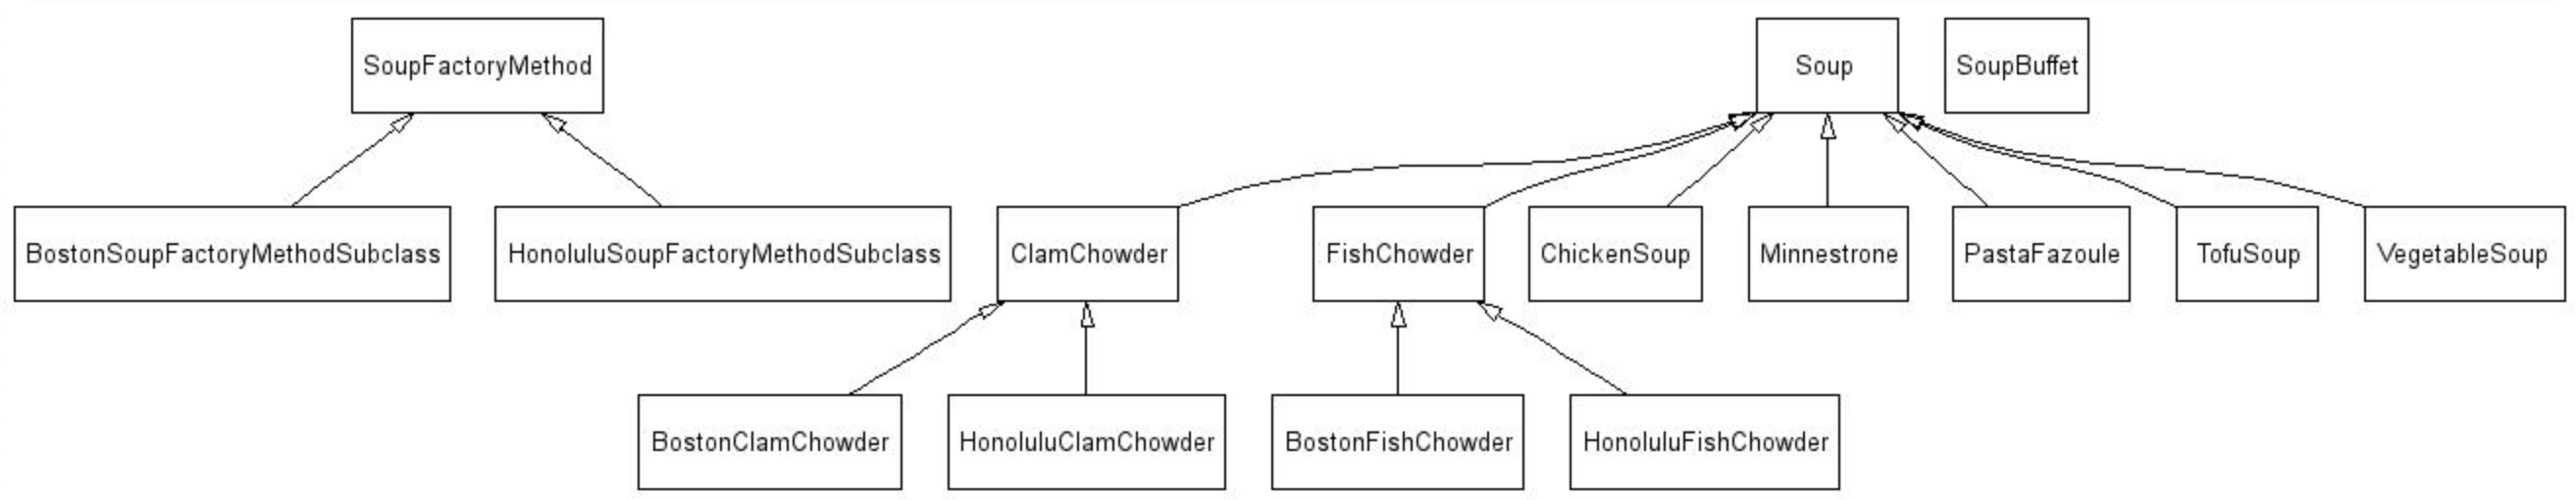 SoupFactoryMethod
Soup
SoupBuffet
BostonSoupFactoryMethodSubclass
HonoluluSoupFactoryMethodSubclass
ClamChowder
FishChowder
ChickenSoup
Minnestrone
PastaFazoule
TofuSoup
VegetableSoup
BostonClamChowder
HonoluluClamChowder
BostonFishChowder
HonoluluFishChowder